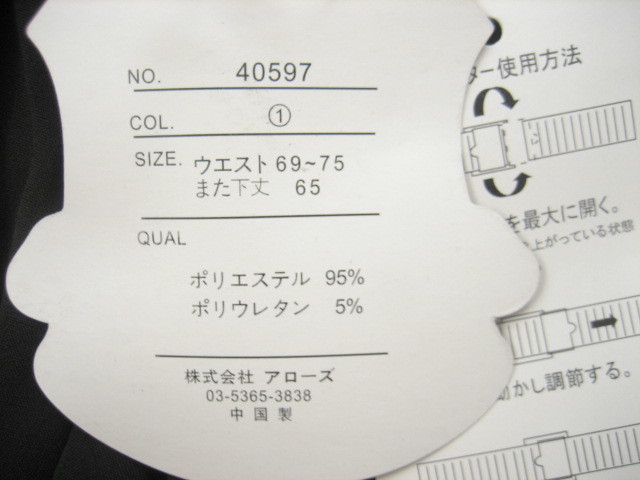 NO. 40597
COL. ①
SIZE. ウエスト 69~75
また下丈 65
QUAL
ポリエステル 95%
ポリウレタン 5%
株式会社 アローズ
03-5365-3838
中国製
ター使用方法
を最大に開く。
上がっている状態
動かし調節する。